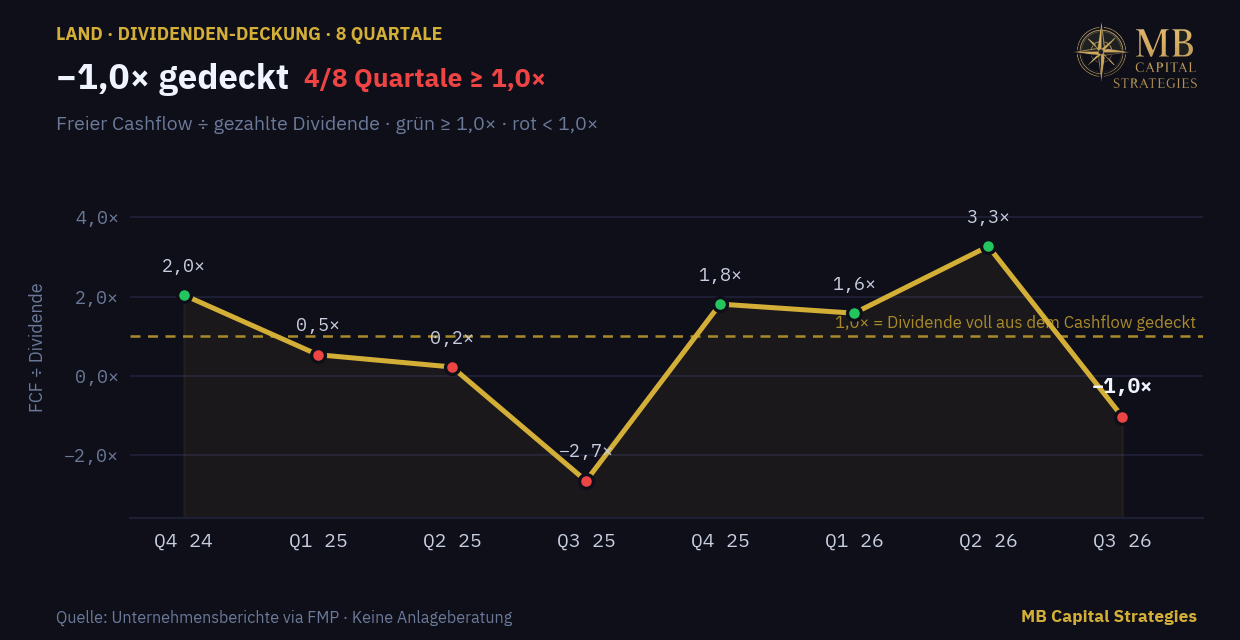 LAND · DIVIDENDEN-DECKUNG · 8 QUARTALE
−1,0× gedeckt 4/8 Quartale ≥ 1,0×
Freier Cashflow ÷ gezahlte Dividende · grün ≥ 1,0× · rot < 1,0×
MB
CAPITAL
STRATEGIES
FCF ÷ Dividende
4,0×
2,0×
0,0×
−2,0×
2,0×
0,5×
0,2×
−2,7×
1,8×
1,6×
3,3×
−1,0×
1,0× = Dividende voll aus dem Cashflow gedeckt
Q4 24 Q1 25 Q2 25 Q3 25 Q4 25 Q1 26 Q2 26 Q3 26
Quelle: Unternehmensberichte via FMP · Keine Anlageberatung
MB Capital Strategies